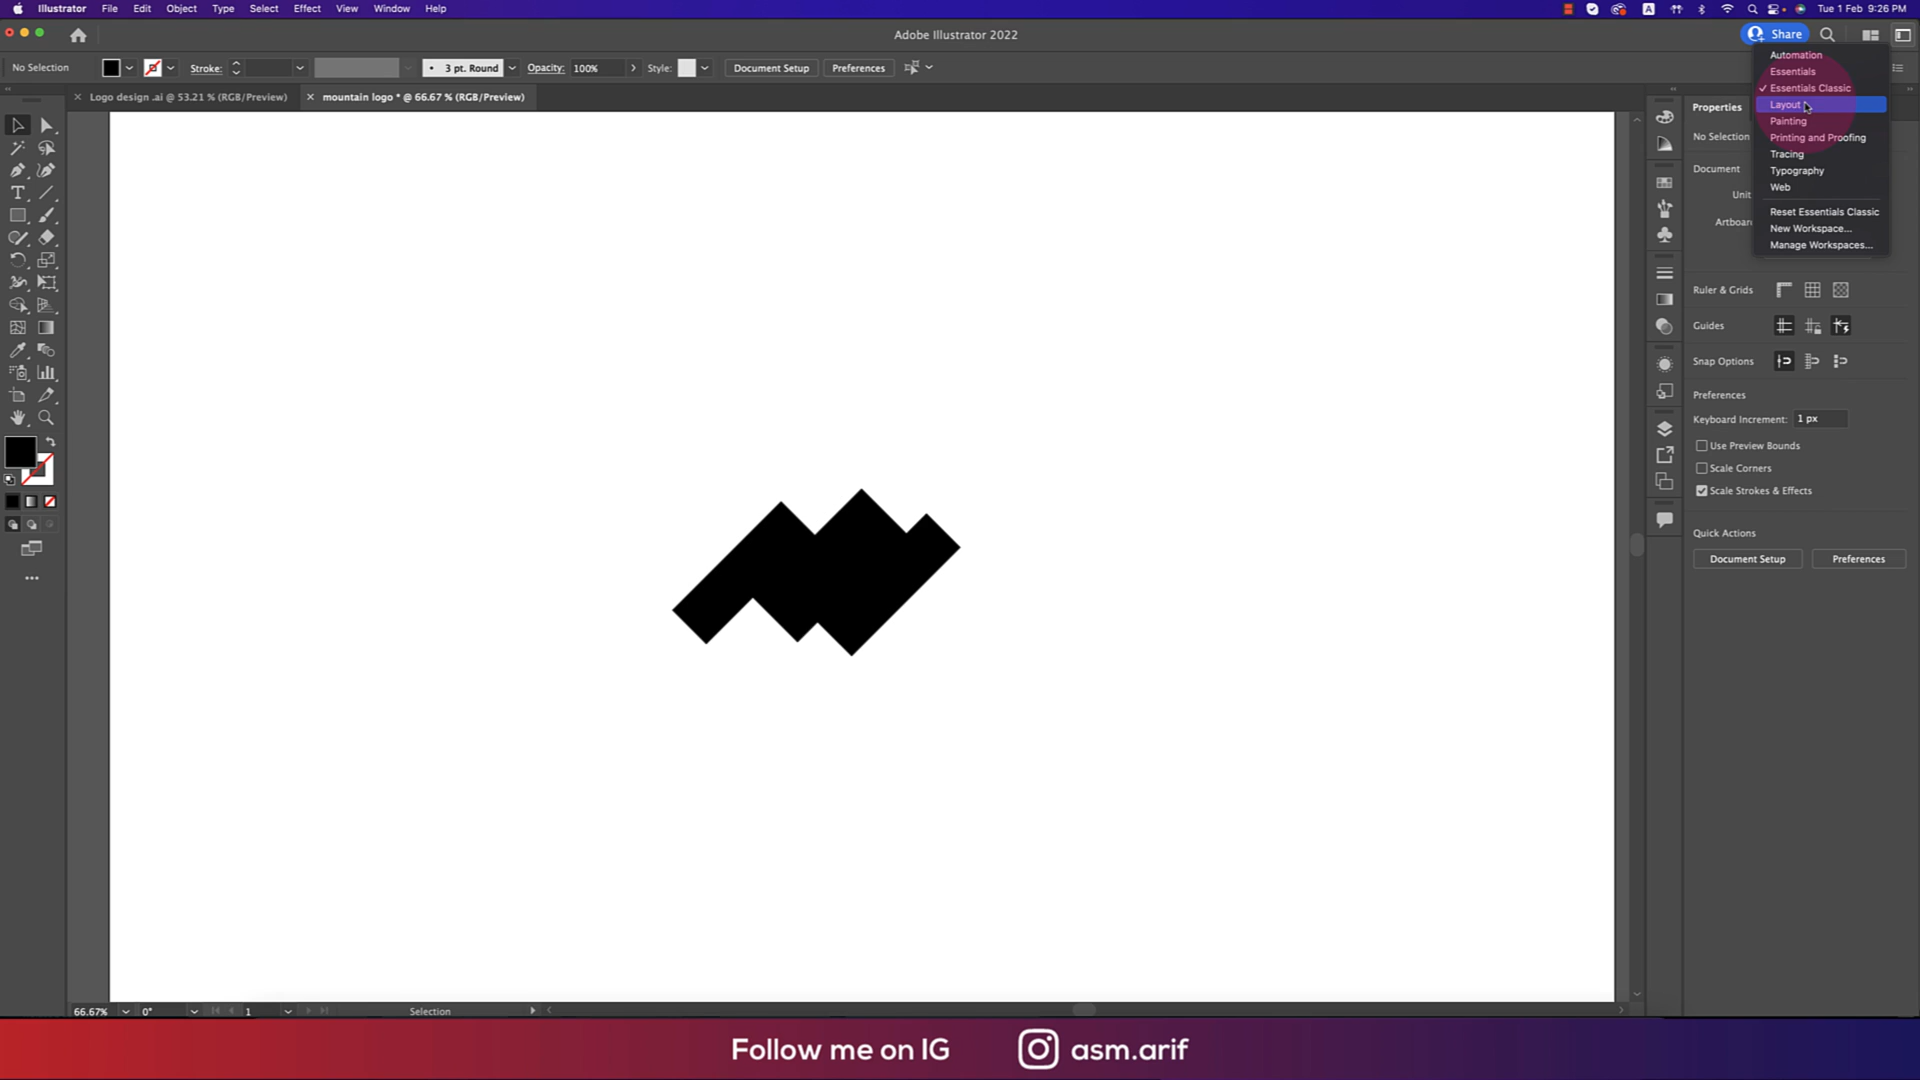 Illustrator File Edit Object Type Select Effect View Window Help
A Tue 1 Feb 9:26 PM
Adobe Illustrator 2022
Share
No Selection Stroke: 3 pt. Round Opacity: 100% Style: Document Setup Preferences
Logo design .ai @ 53.21 % (RGB/Preview) mountain logo * @ 66.67 % (RGB/Preview)
Automation
Essentials
✓ Essentials Classic
Layout
Painting
Printing and Proofing
Tracing
Typography
Web
Reset Essentials Classic
New Workspace...
Manage Workspaces...
Properties
No Selection
Document
Unit
Artboar
Ruler & Grids
Guides
Snap Options
Preferences
Keyboard Increment: 1 px
Use Preview Bounds
Scale Corners
Scale Strokes & Effects
Quick Actions
Document Setup Preferences
66.67% 0° 1 Selection
Follow me on IG asm.arif